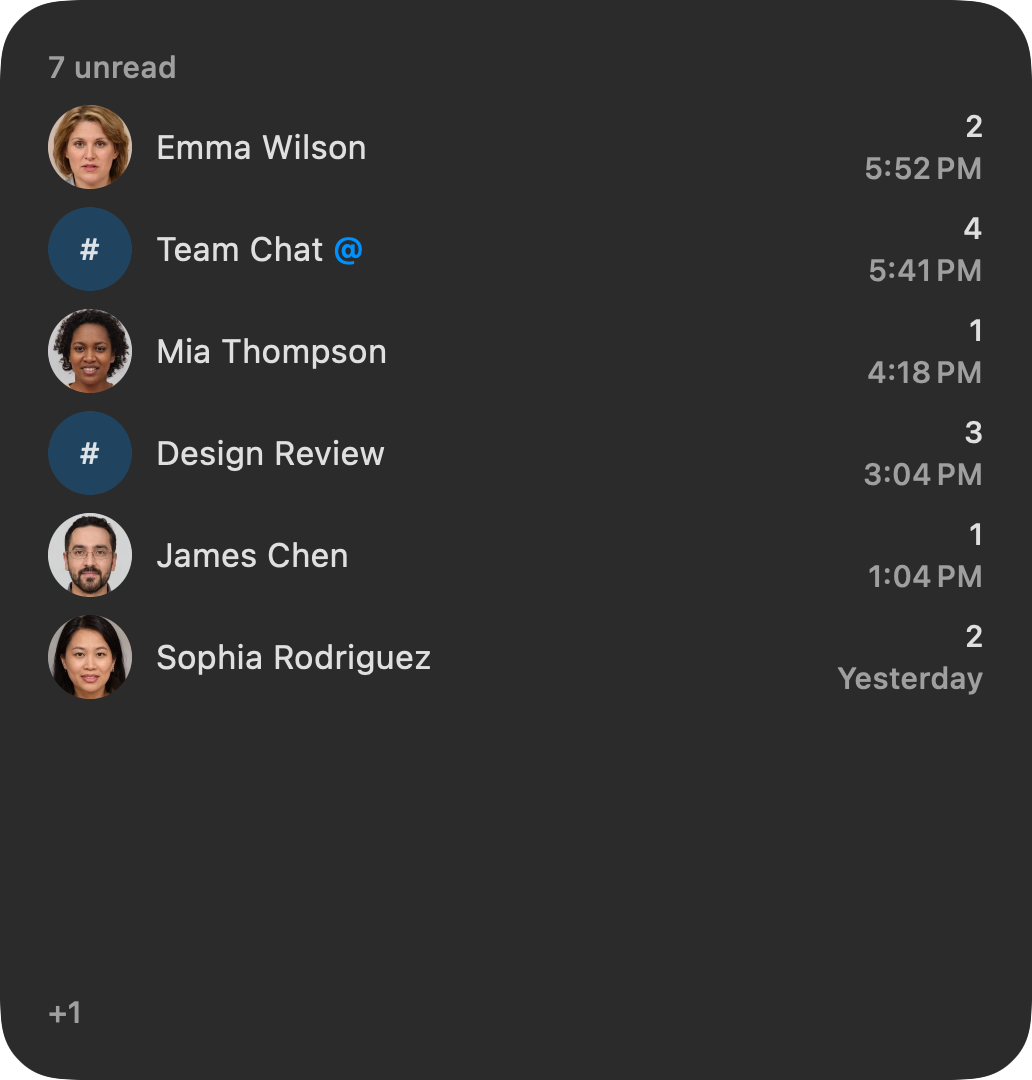 7 unread
Emma Wilson
2
5:52 PM
#
Team Chat @
4
5:41 PM
Mia Thompson
1
4:18 PM
#
Design Review
3
3:04 PM
James Chen
1
1:04 PM
Sophia Rodriguez
2
Yesterday
+1